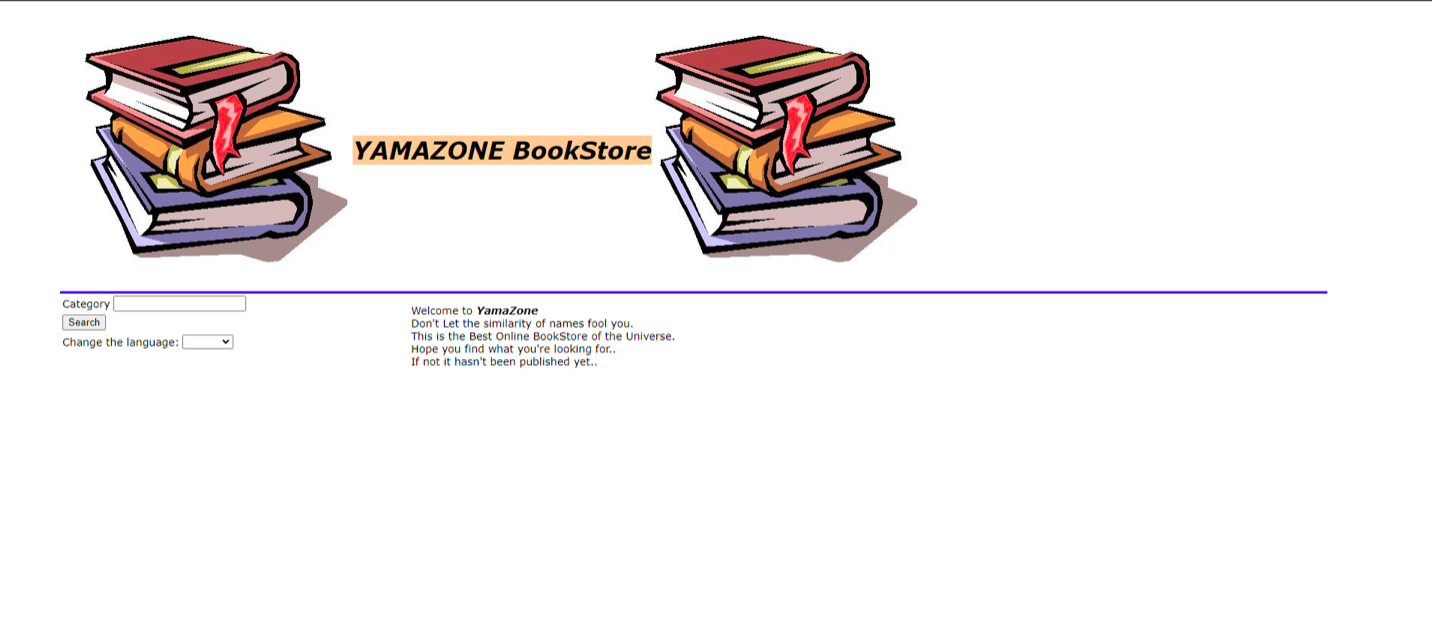 YAMAZONE BookStore
Category
Search
Change the language:
Welcome to YamaZone
Don't Let the similarity of names fool you.
This is the Best Online BookStore of the Universe.
Hope you find what you're looking for..
If not it hasn't been published yet..